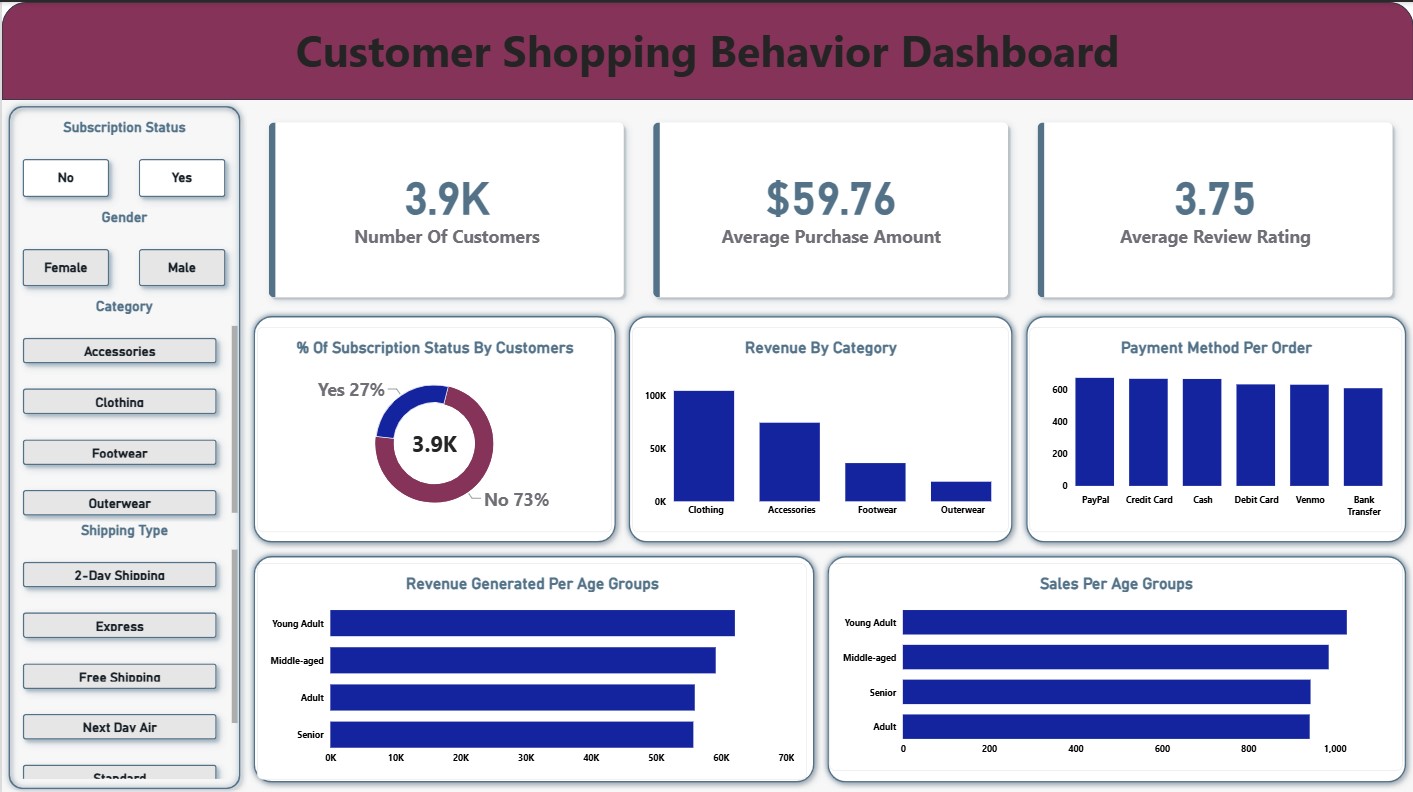 Customer Shopping Behavior Dashboard
Subscription Status
No
Yes
Gender
Female
Male
Category
Accessories
Clothing
Footwear
Outerwear
Shipping Type
2-Day Shipping
Express
Free Shipping
Next Day Air
Standard
3.9K
Number Of Customers
$59.76
Average Purchase Amount
3.75
Average Review Rating
% Of Subscription Status By Customers
Yes 27%
3.9K
No 73%
Revenue By Category
100K
50K
0K
Clothing
Accessories
Footwear
Outerwear
Payment Method Per Order
600
400
200
0
PayPal
Credit Card
Cash
Debit Card
Venmo
Bank
Transfer
Revenue Generated Per Age Groups
Young Adult
Middle-aged
Adult
Senior
0K 10K 20K 30K 40K 50K 60K 70K
Sales Per Age Groups
Young Adult
Middle-aged
Senior
Adult
0 200 400 600 800 1,000